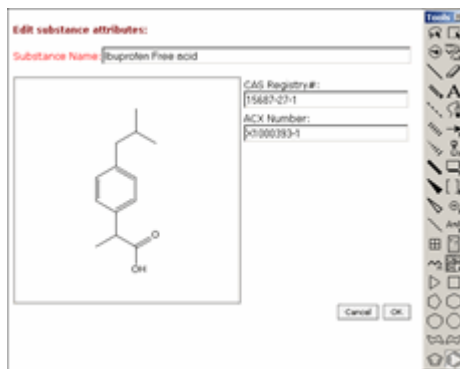 Edit substance attributes:
Substance Name: Ibuprofen Free acid
CAS Registry#:
15687-27-1
ACX Number:
X1000393-1
O
OH
Cancel OK
Tools
A